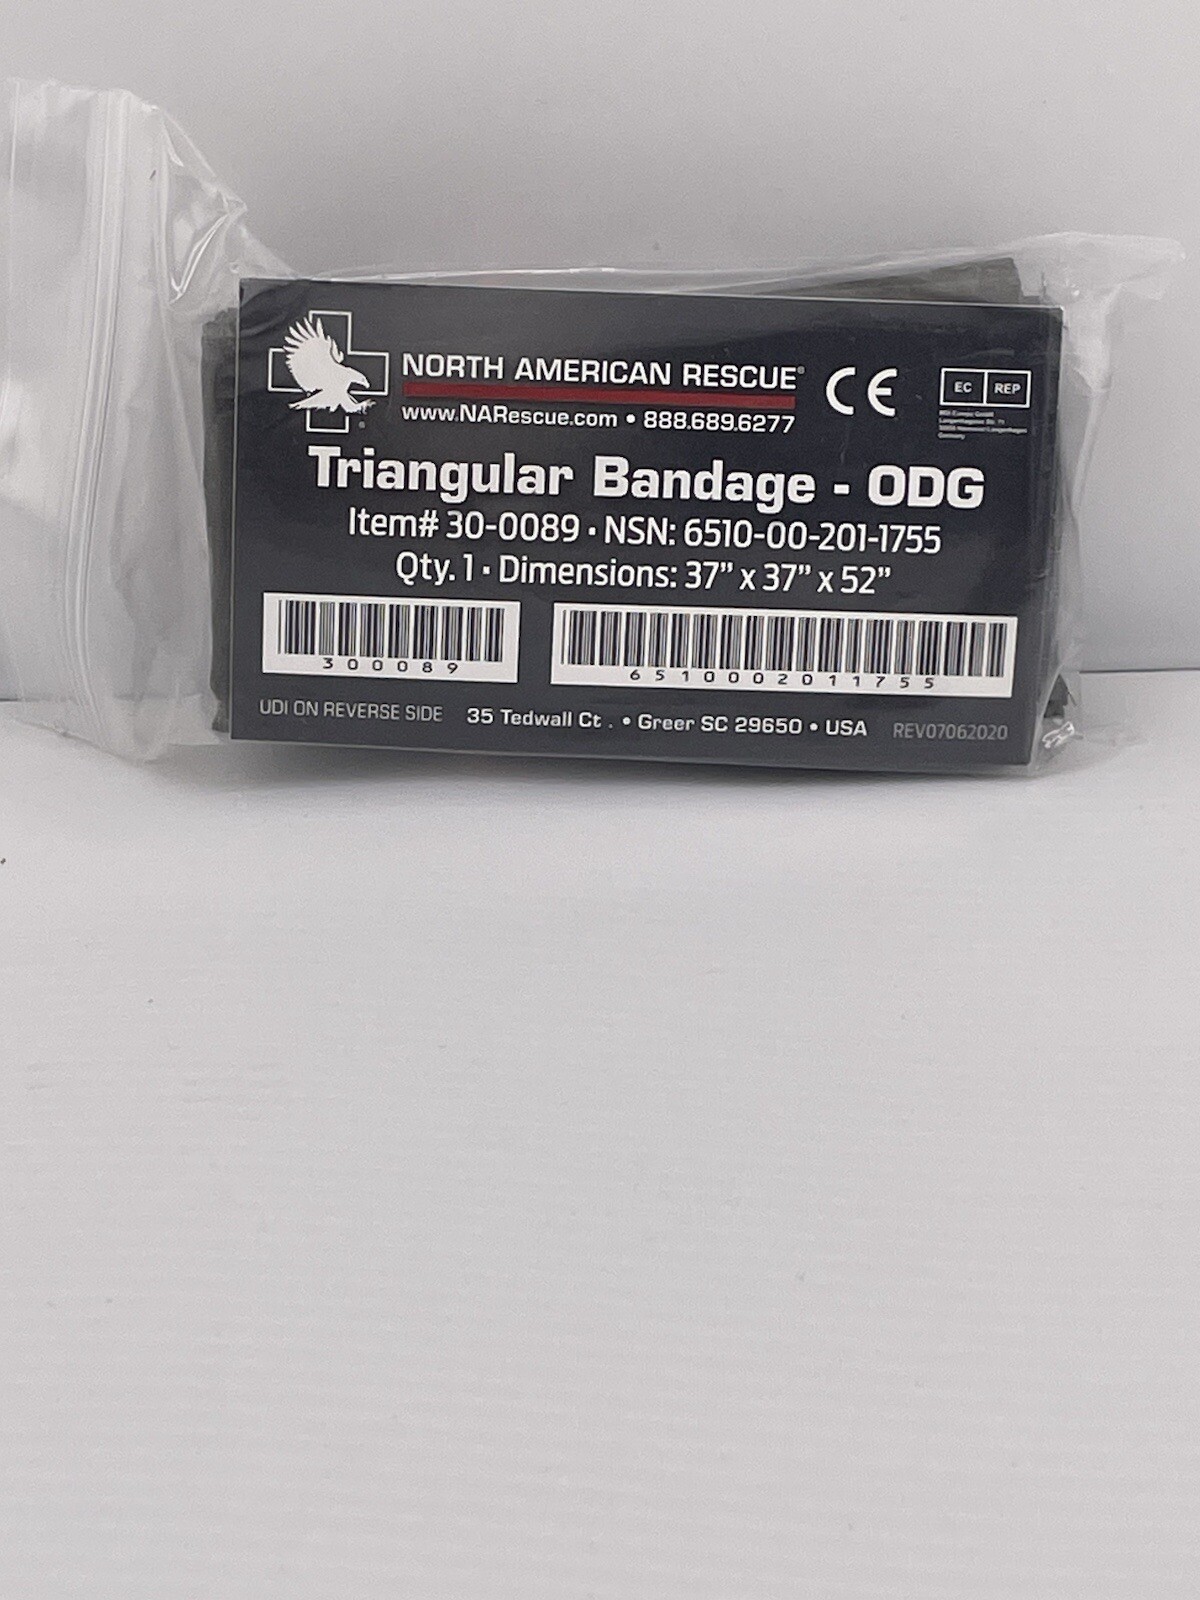 NORTH AMERICAN RESCUE®
www.NARescue.com • 888.689.6277
CE
EC REP
Germany
Triangular Bandage - ODG
Item# 30-0089 • NSN: 6510-00-201-1755
Qty. 1 • Dimensions: 37” x 37” x 52”
300089
6510002011755
UDI ON REVERSE SIDE
35 Tedwall Ct . • Greer SC 29650 • USA
REV07062020